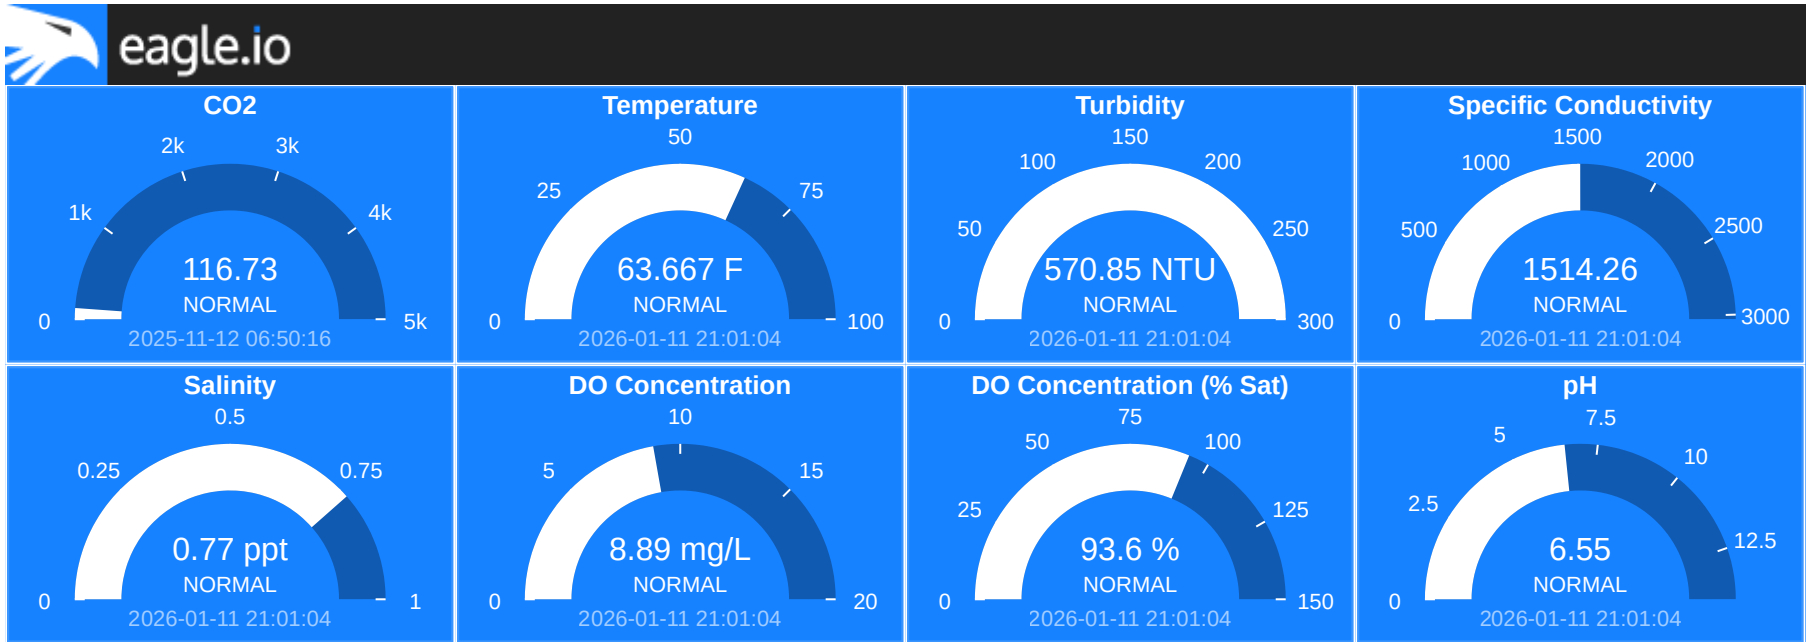 eagle.io
CO2
2k
3k
1k
4k
116.73
NORMAL
0
5k
2025-11-12 06:50:16
Temperature
50
25
75
63.667 F
NORMAL
0
100
2026-01-11 21:01:04
Turbidity
150
100
200
50
250
570.85 NTU
NORMAL
0
300
2026-01-11 21:01:04
Specific Conductivity
1500
1000
2000
500
2500
1514.26
NORMAL
0
3000
2026-01-11 21:01:04
Salinity
0.5
0.25
0.75
0.77 ppt
NORMAL
0
1
2026-01-11 21:01:04
DO Concentration
10
5
15
8.89 mg/L
NORMAL
0
20
2026-01-11 21:01:04
DO Concentration (% Sat)
75
50
100
25
125
93.6 %
NORMAL
0
150
2026-01-11 21:01:04
pH
7.5
5
10
2.5
12.5
6.55
NORMAL
0
2026-01-11 21:01:04